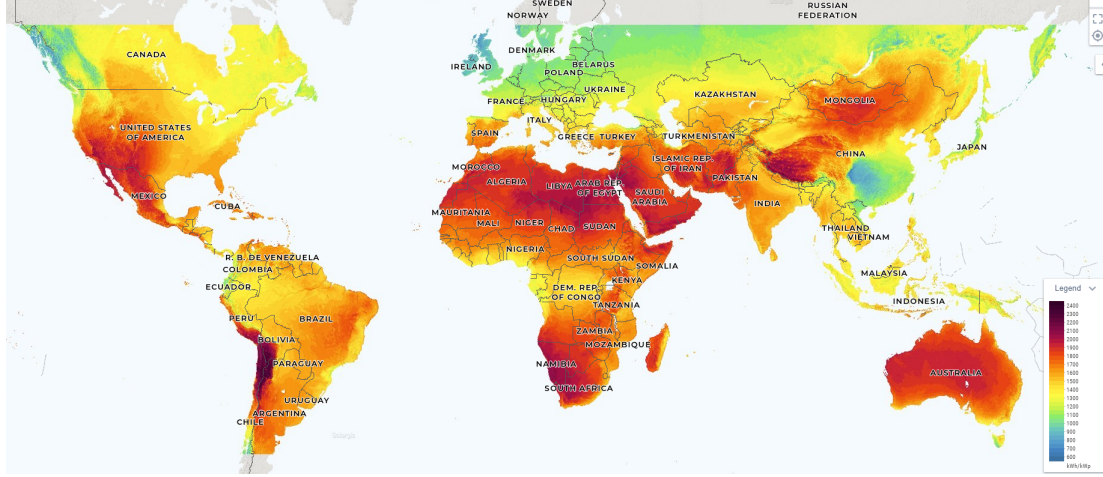 SWEDEN
NORWAY
RUSSIAN
FEDERATION
CANADA
DENMARK
IRELAND
BELARUS
POLAND
UKRAINE
KAZAKHSTAN
FRANCE
HUNGARY
MONGOLIA
ITALY
UNITED STATES
OF AMERICA
SPAIN
GREECE
TURKEY
TURKMENISTAN
JAPAN
CHINA
ISLAMIC REP.
OF IRAN
MOROCCO
PAKISTAN
ALGERIA
LIBYA
ARAB REP.
OF EGYPT
SAUDI
ARABIA
MEXICO
CUBA
INDIA
MAURITANIA
MALI
NIGER
CHAD
SUDAN
THAILAND
VIETNAM
NIGERIA
R. B. DE VENEZUELA
SOUTH SUDAN
COLOMBIA
SOMALIA
MALAYSIA
KENYA
ECUADOR
DEM. REP.
OF CONGO
TANZANIA
INDONESIA
PERU
BRAZIL
ZAMBIA
BOLIVIA
MOZAMBIQUE
PARAGUAY
NAMIBIA
AUSTRALIA
SOUTH AFRICA
URUGUAY
ARGENTINA
CHILE
Legend
2400
2300
2200
2100
2000
1900
1800
1700
1600
1500
1400
1300
1200
1100
1000
900
800
700
600
kWh/kWp